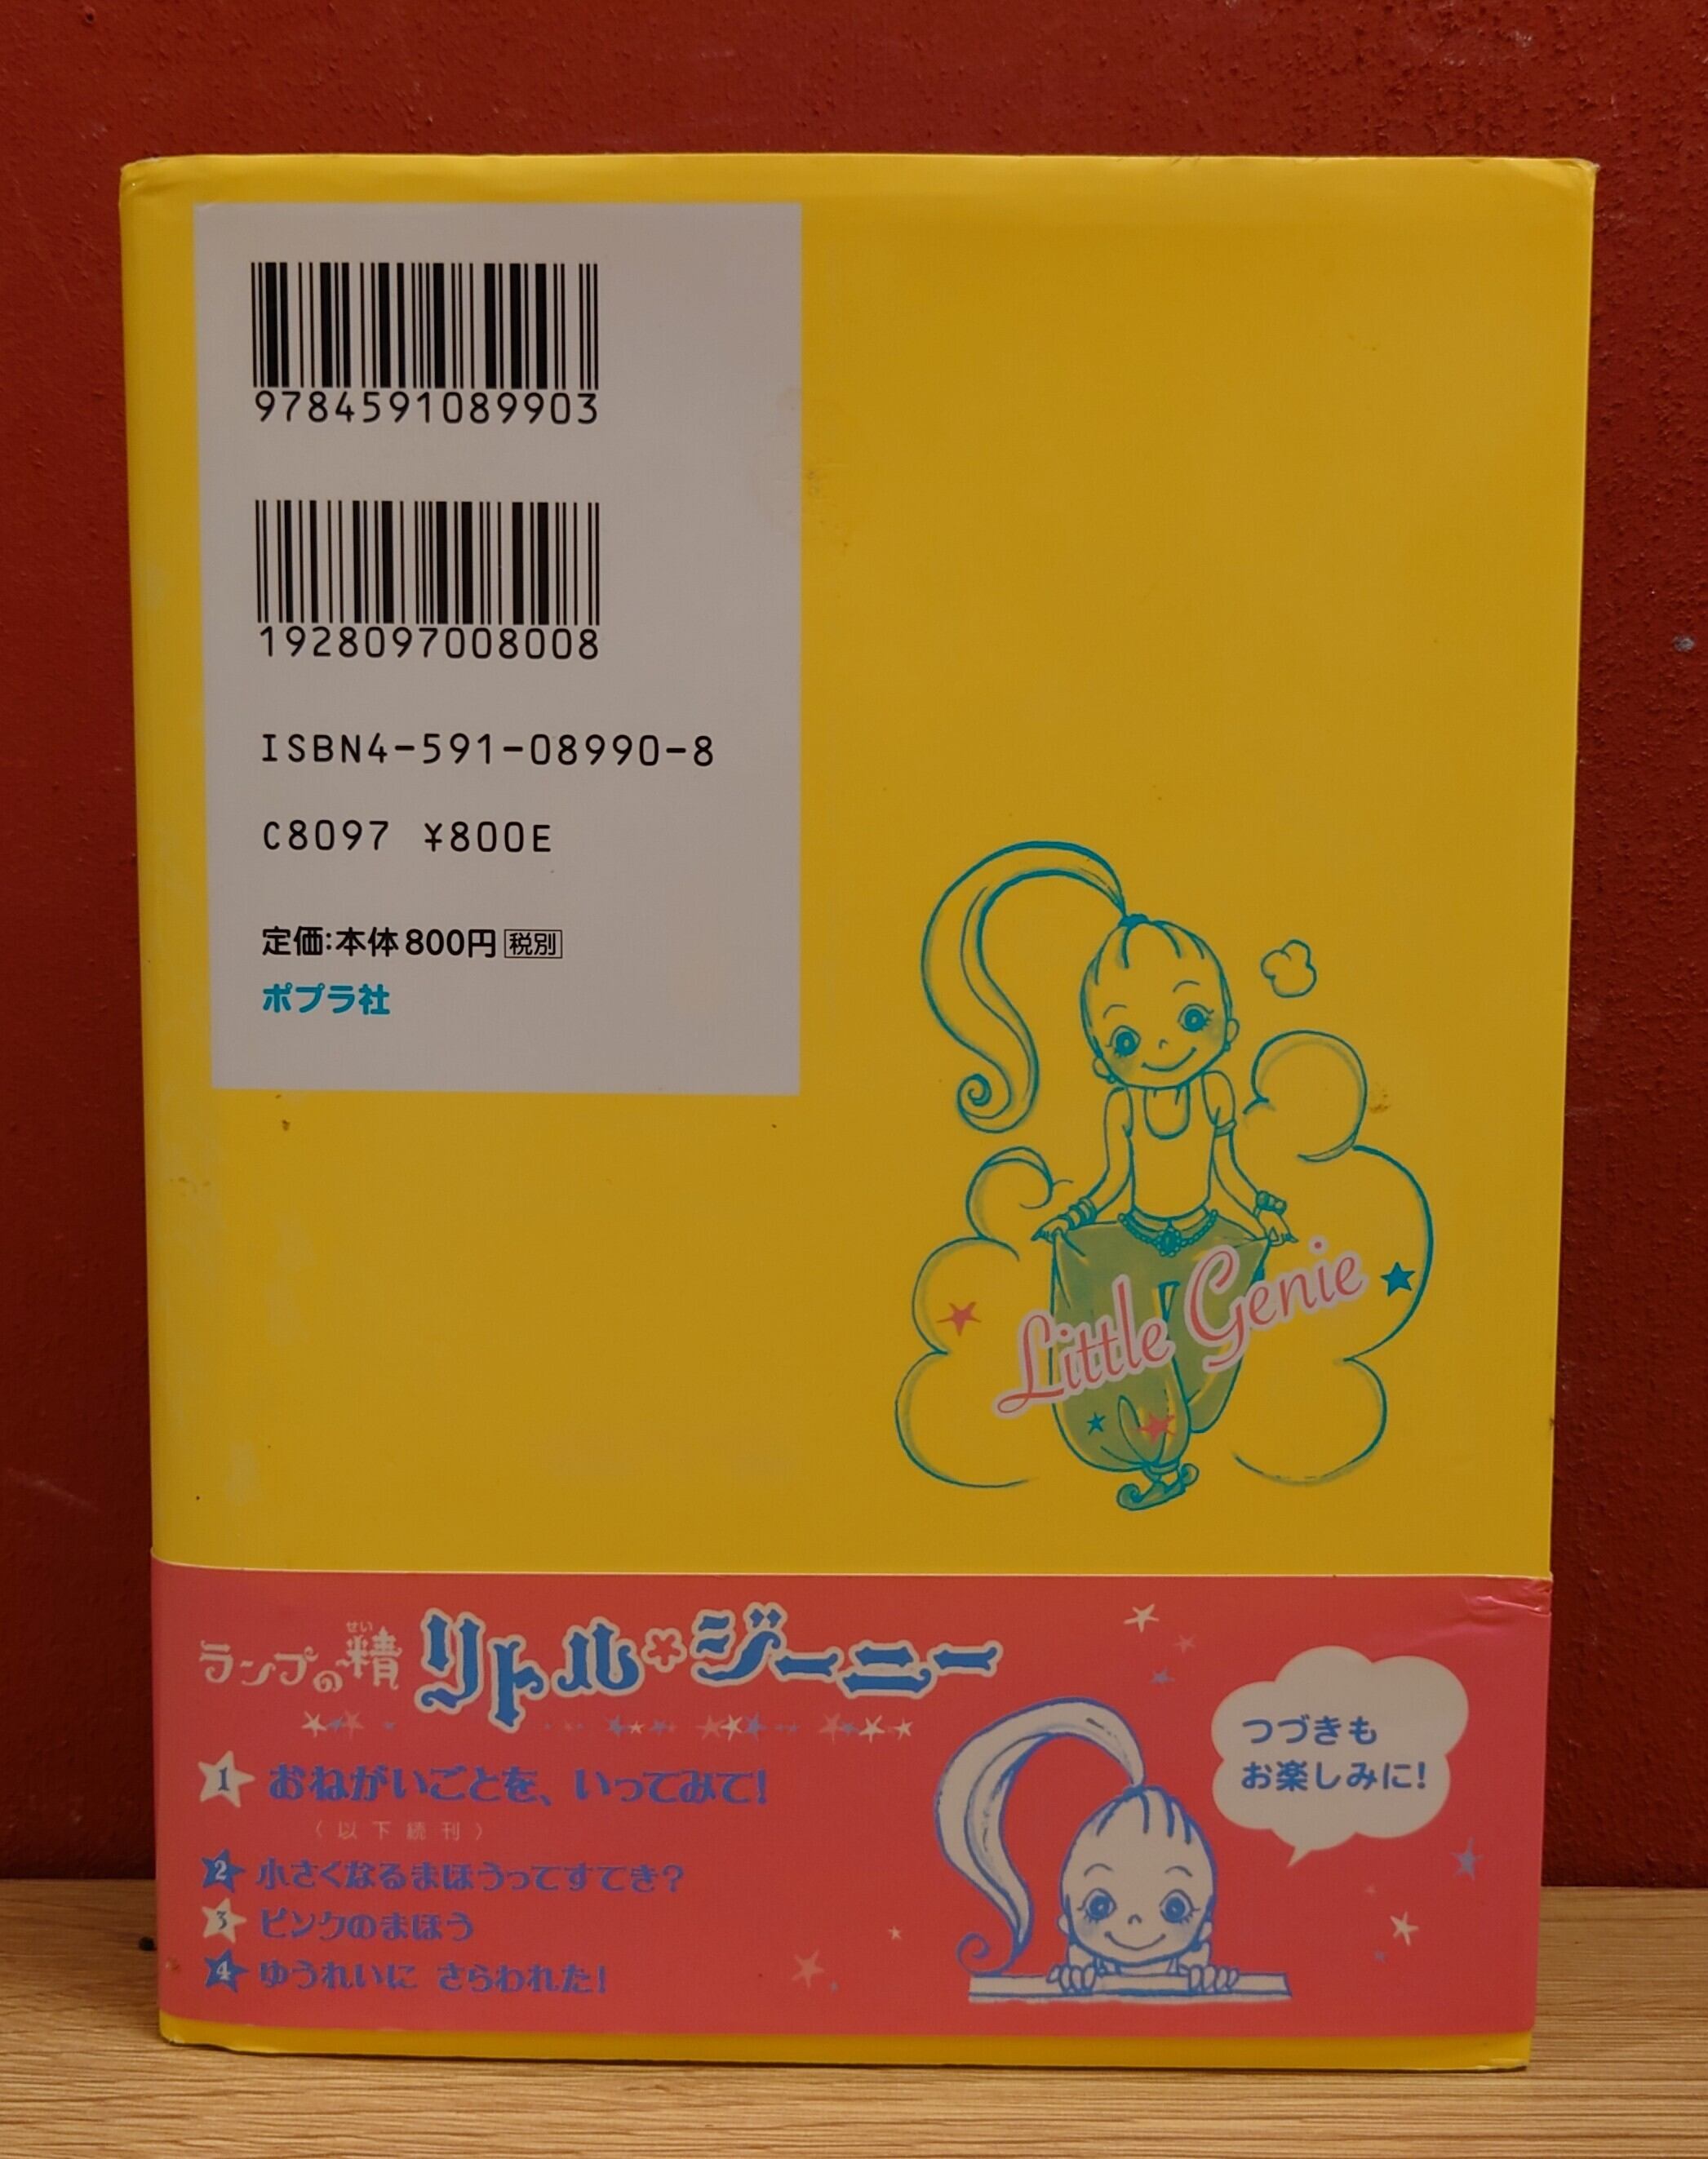 9784591089903
1928097008008
ISBN4-591-08990-8
C8097 ¥800E
定価:本体800円 税別
ポプラ社
Little Genie
せい
ランプの精 リトル☆ジーニー
つづきも
お楽しみに!
1 おねがいごとを、いってみて!
〈以下続刊〉
2 小さくなるまほうってすてき?
3 ピンクのまほう
4 ゆうれいに さらわれた!